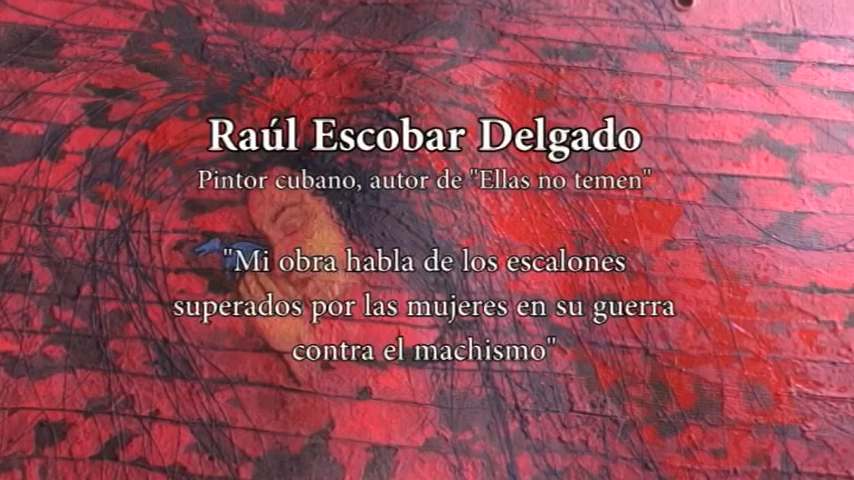 Raúl Escobar Delgado
Pintor cubano, autor de "Ellas no temen"
"Mi obra habla de los escalones
superados por las mujeres en su guerra
contra el machismo"